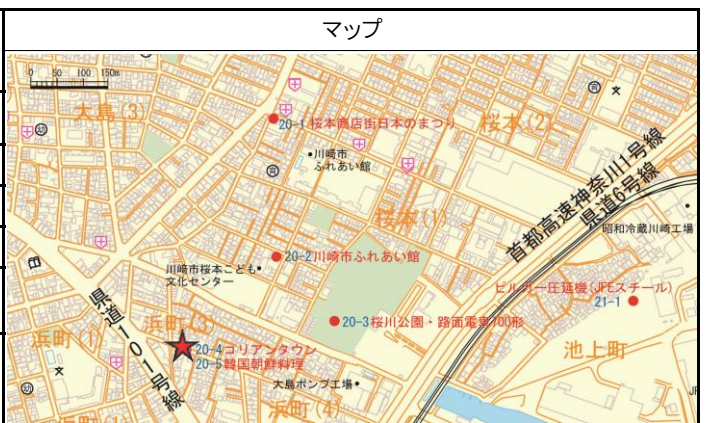 マップ
0 50 100 150m
大島(3)
20-1 桜本商店街日本のまつり
桜本(2)
川崎市
ふれあい館
首都高速神奈川1号線
県道6号線
桜本(1)
昭和冷蔵川崎工場
20-2 川崎市ふれあい館
川崎市桜本こども
文化センター
ピルガー圧延機(JFEスチール)
21-1
県道101号線
20-3 桜川公園・路面電車700形
浜町(1)
浜町(3)
20-4 コリアンタウン
20-5 韓国朝鮮料理
池上町
大島ポンプ工場
浜町(4)